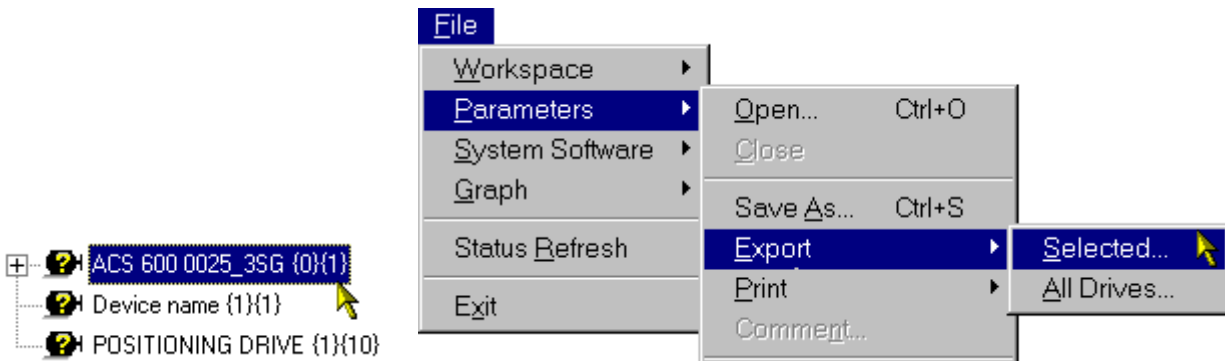 File
Workspace
Parameters
System Software
Graph
Status Refresh
Exit
Open... Ctrl+O
Close
Save As... Ctrl+S
Export
Print
Comment...
Selected...
All Drives...
ACS 600 0025_3SG {0}{1}
Device name {1}{1}
POSITIONING DRIVE {1}{10}